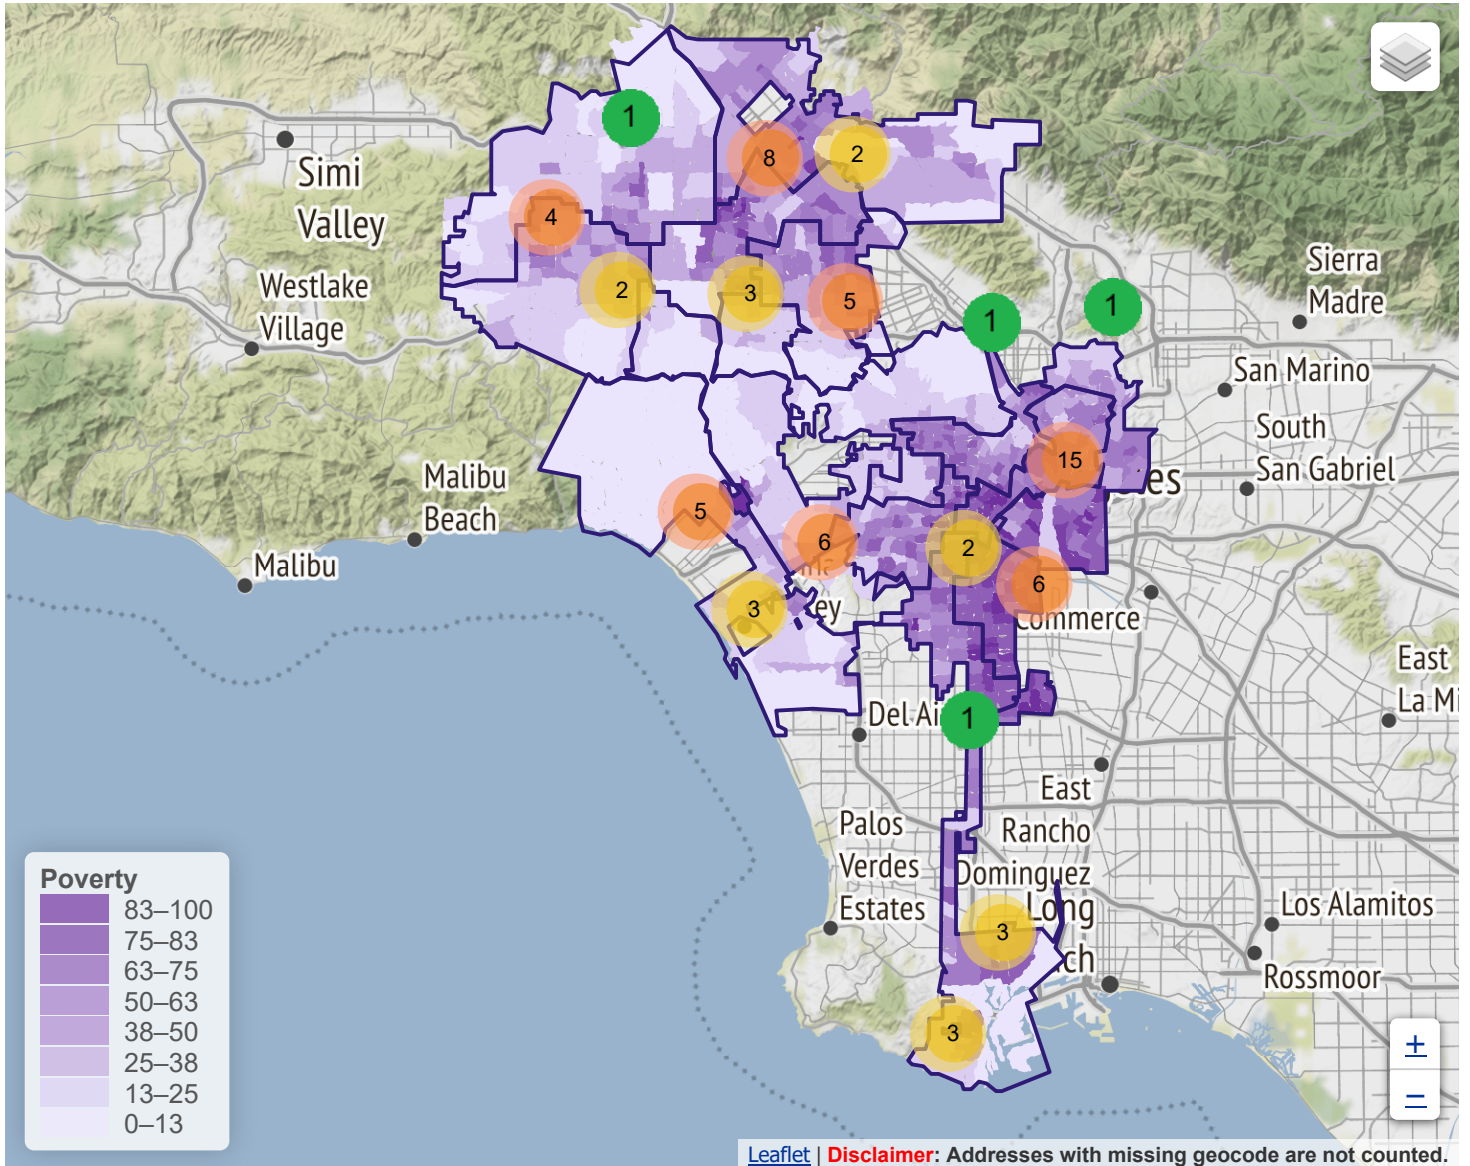 1
8
2
Simi
Valley
4
Sierra
Madre
Westlake
Village
2
3
5
1
1
San Marino
South
San Gabriel
15
es
Malibu
Beach
5
6
2
Malibu
6
3
ey
Commerce
East
La Mi
Del Ai
1
East
Rancho
Dominguez
Palos
Verdes
Estates
Long
ch
3
Los Alamitos
Rossmoor
3
Poverty
83–100
75–83
63–75
50–63
38–50
25–38
13–25
0–13
+
−
Leaflet | Disclaimer: Addresses with missing geocode are not counted.